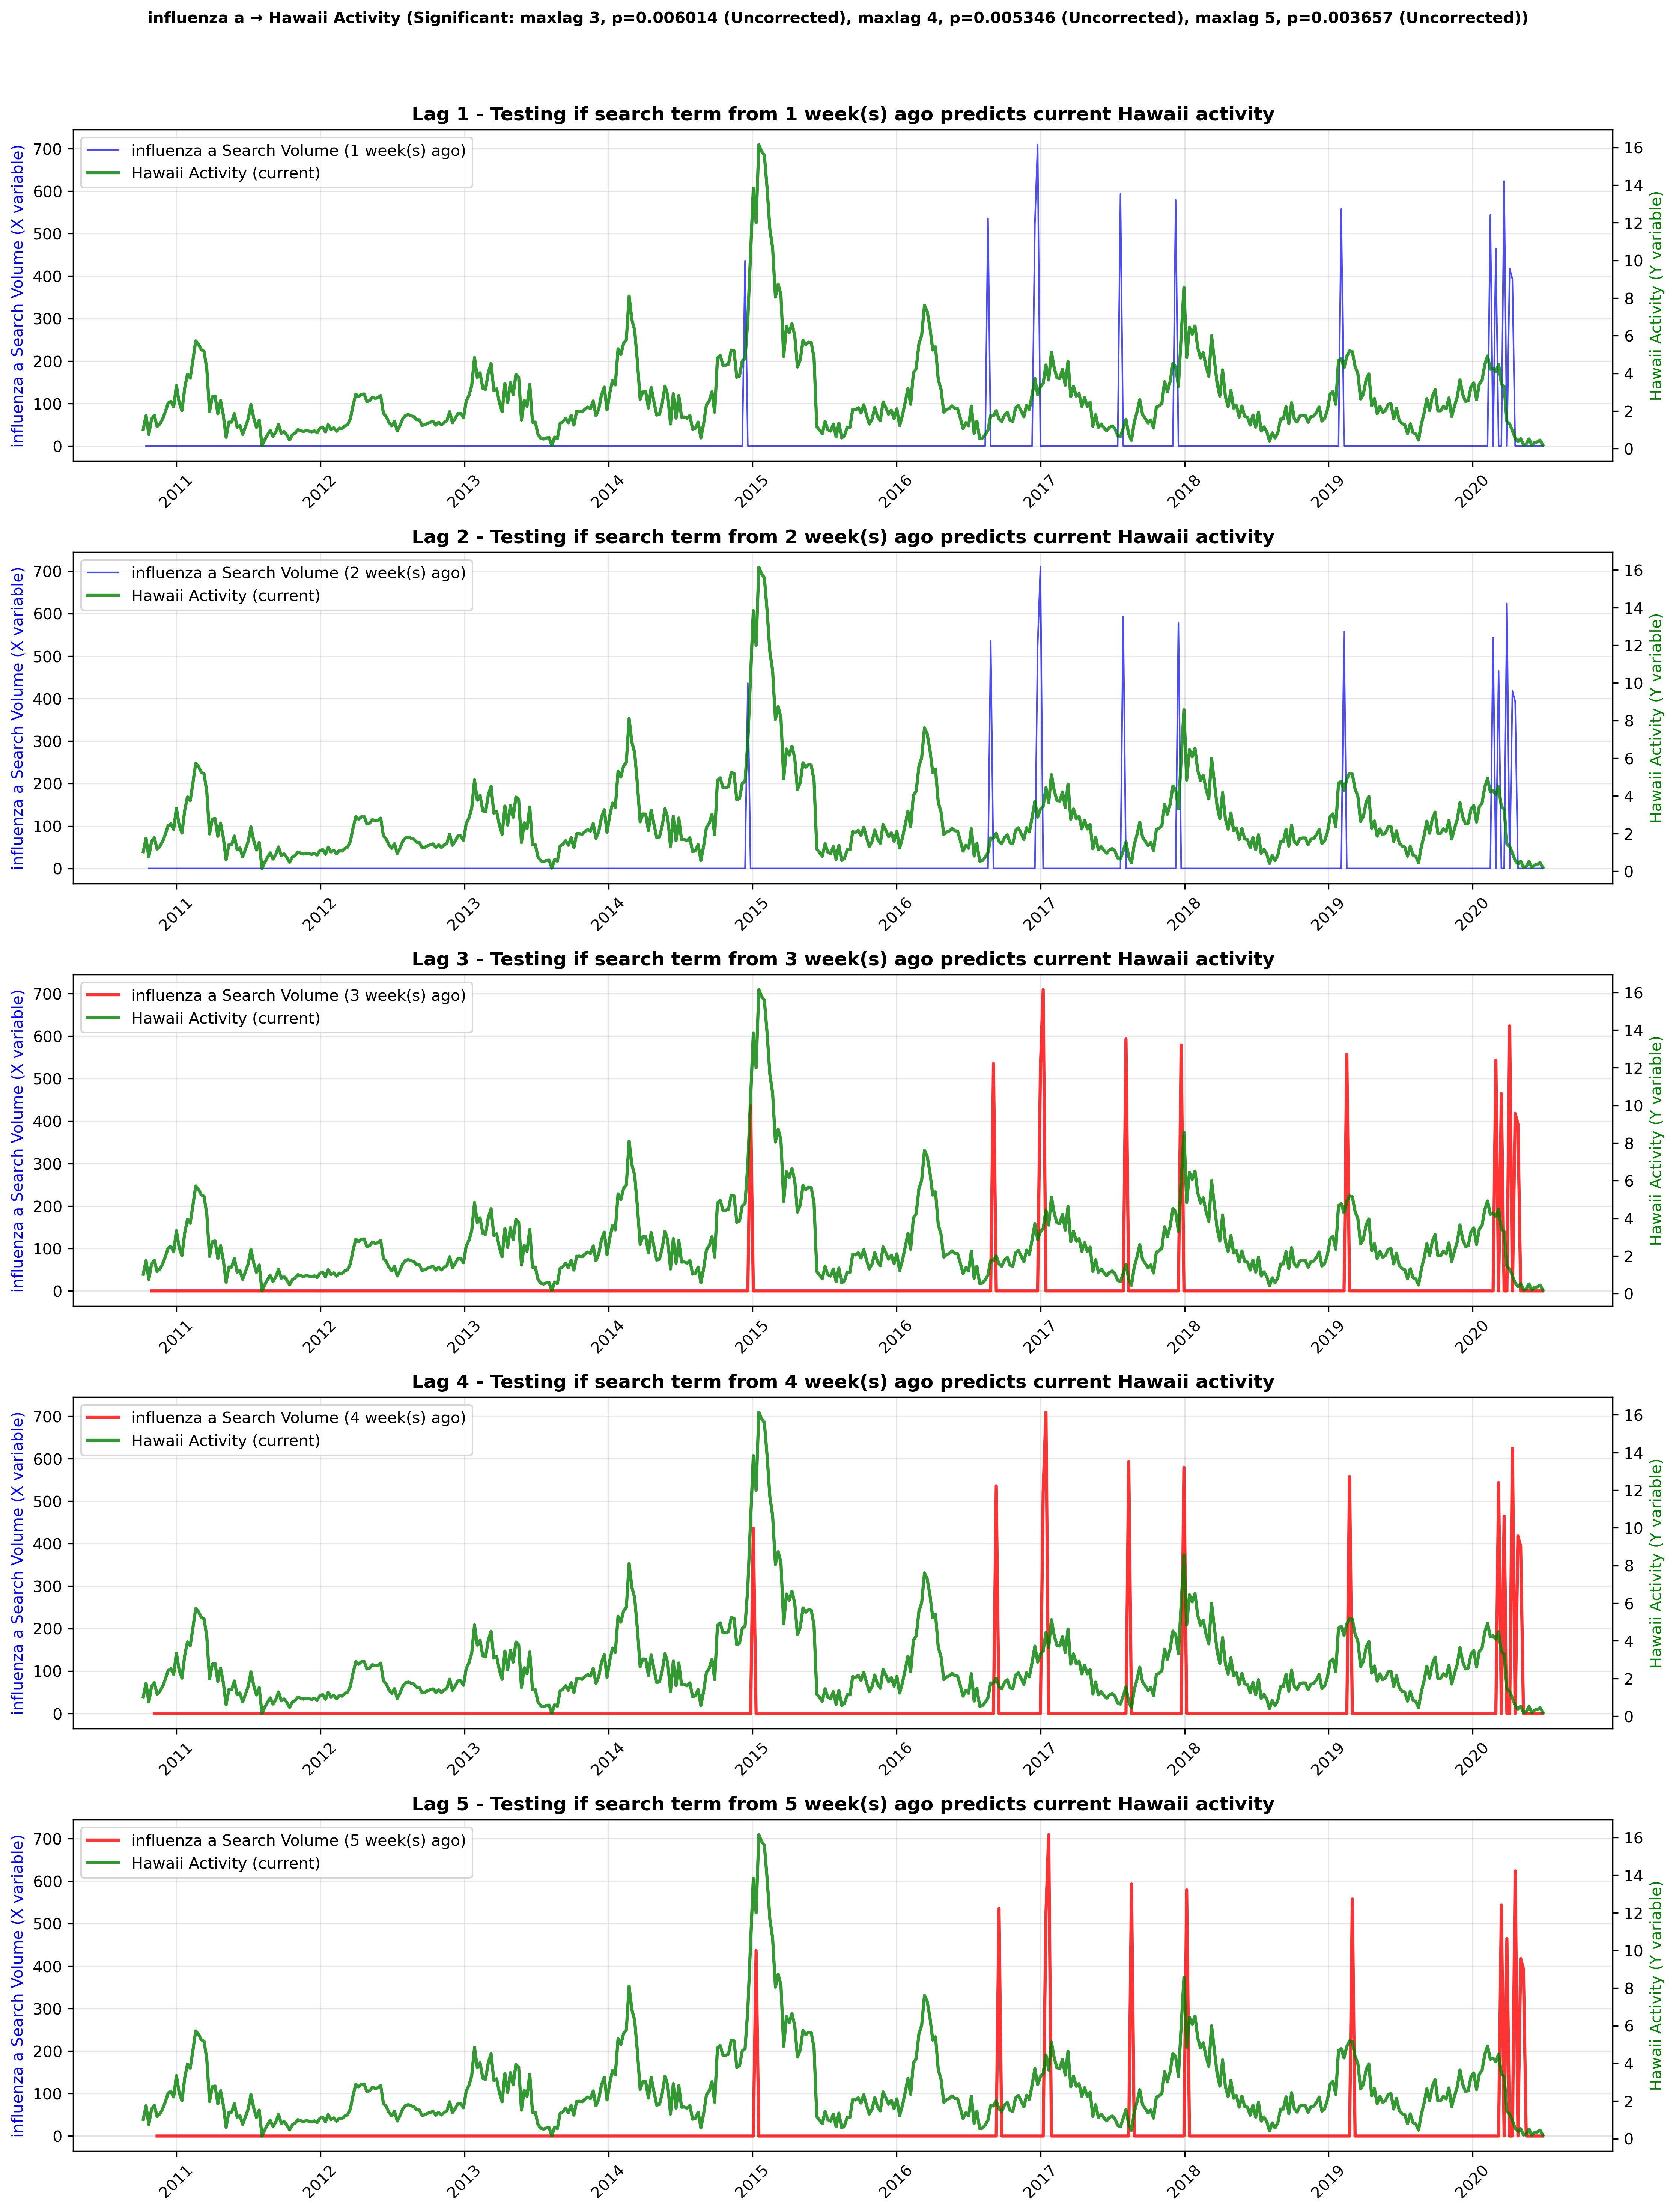 influenza a → Hawaii Activity (Significant: maxlag 3, p=0.006014 (Uncorrected), maxlag 4, p=0.005346 (Uncorrected), maxlag 5, p=0.003657 (Uncorrected))
Lag 1 - Testing if search term from 1 week(s) ago predicts current Hawaii activity
influenza a Search Volume (1 week(s) ago)
Hawaii Activity (current)
influenza a Search Volume (X variable)
700
600
500
400
300
200
100
0
16
14
12
10
8
6
4
2
0
Hawaii Activity (Y variable)
2011 2012 2013 2014 2015 2016 2017 2018 2019 2020
Lag 2 - Testing if search term from 2 week(s) ago predicts current Hawaii activity
influenza a Search Volume (2 week(s) ago)
Hawaii Activity (current)
influenza a Search Volume (X variable)
700
600
500
400
300
200
100
0
16
14
12
10
8
6
4
2
0
Hawaii Activity (Y variable)
2011 2012 2013 2014 2015 2016 2017 2018 2019 2020
Lag 3 - Testing if search term from 3 week(s) ago predicts current Hawaii activity
influenza a Search Volume (3 week(s) ago)
Hawaii Activity (current)
influenza a Search Volume (X variable)
700
600
500
400
300
200
100
0
16
14
12
10
8
6
4
2
0
Hawaii Activity (Y variable)
2011 2012 2013 2014 2015 2016 2017 2018 2019 2020
Lag 4 - Testing if search term from 4 week(s) ago predicts current Hawaii activity
influenza a Search Volume (4 week(s) ago)
Hawaii Activity (current)
influenza a Search Volume (X variable)
700
600
500
400
300
200
100
0
16
14
12
10
8
6
4
2
0
Hawaii Activity (Y variable)
2011 2012 2013 2014 2015 2016 2017 2018 2019 2020
Lag 5 - Testing if search term from 5 week(s) ago predicts current Hawaii activity
influenza a Search Volume (5 week(s) ago)
Hawaii Activity (current)
influenza a Search Volume (X variable)
700
600
500
400
300
200
100
0
16
14
12
10
8
6
4
2
0
Hawaii Activity (Y variable)
2011 2012 2013 2014 2015 2016 2017 2018 2019 2020